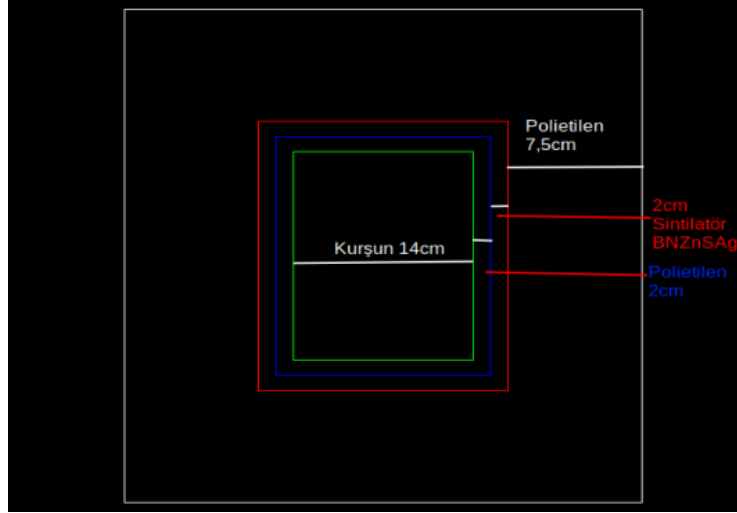 Polietilen
7,5cm
2cm
Sintilatör
BNZnSAg
Kurşun 14cm
Polietilen
2cm